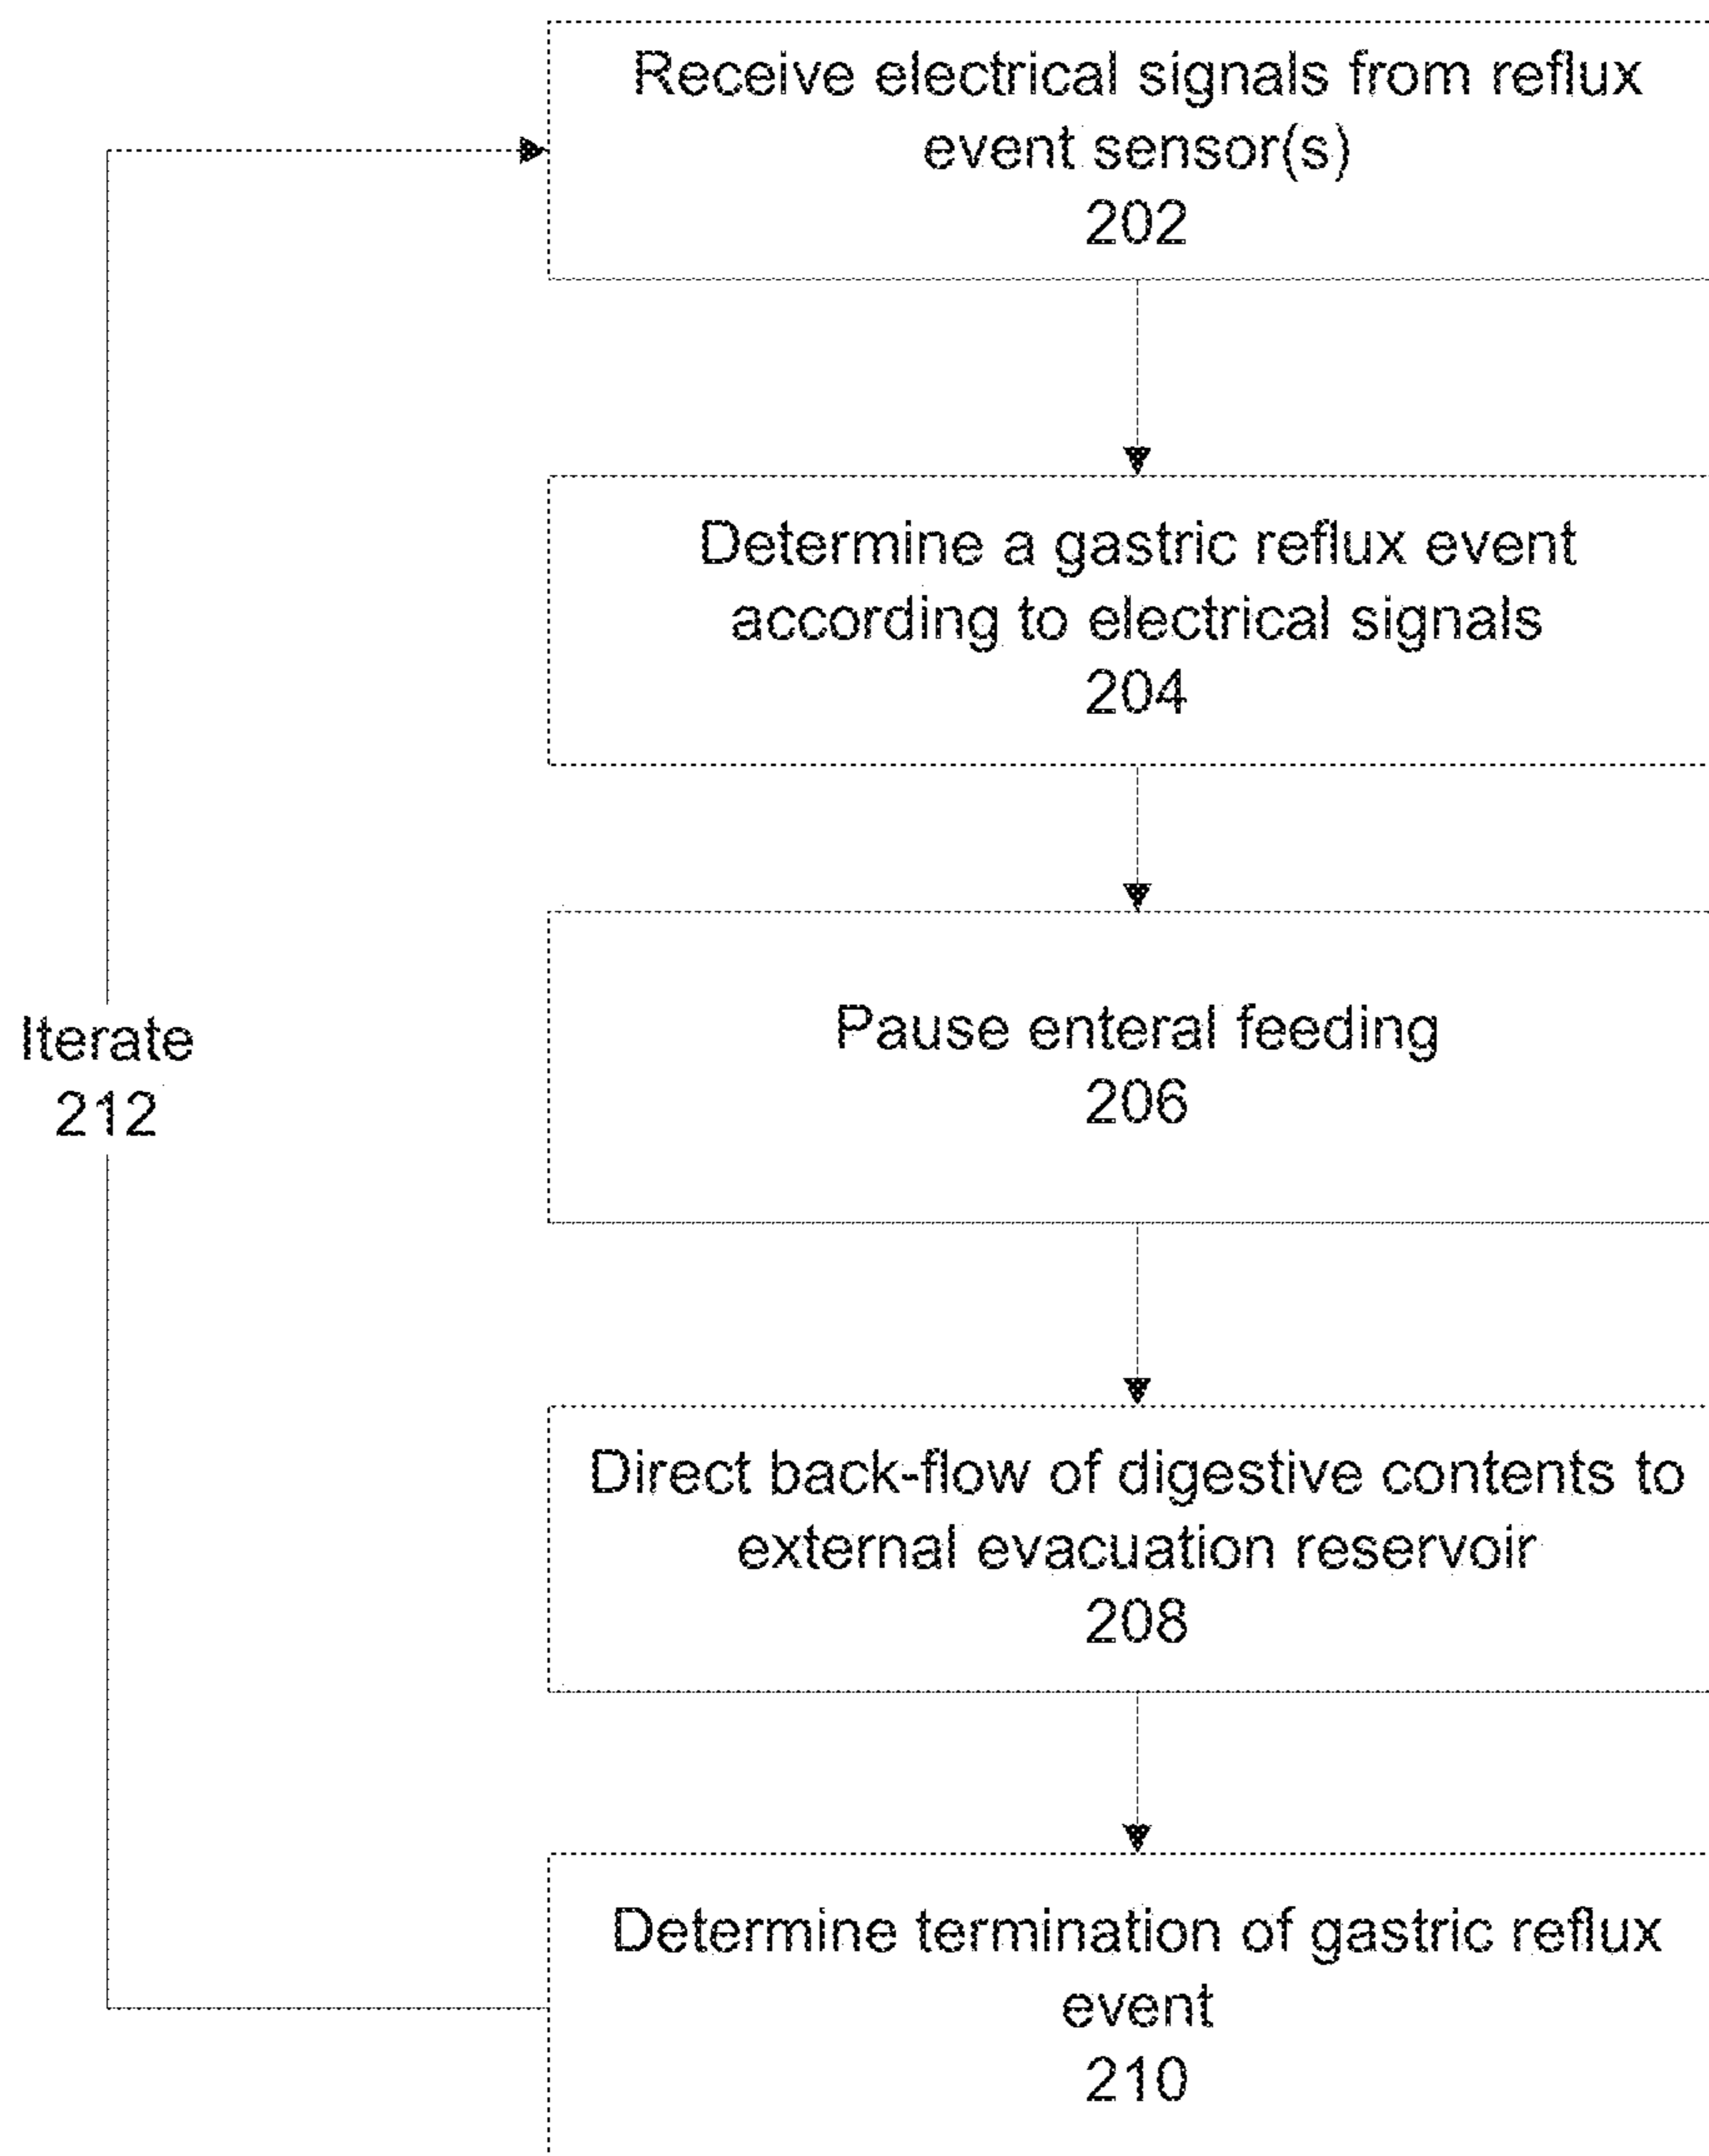 Receive electrical signals from reflux
event sensor(s)
202
Determine a gastric reflux event
according to electrical signals
204
Pause enteral feeding
206
Iterate
212
Direct back-flow of digestive contents to
external evacuation reservoir
208
Determine termination of gastric reflux
event
210